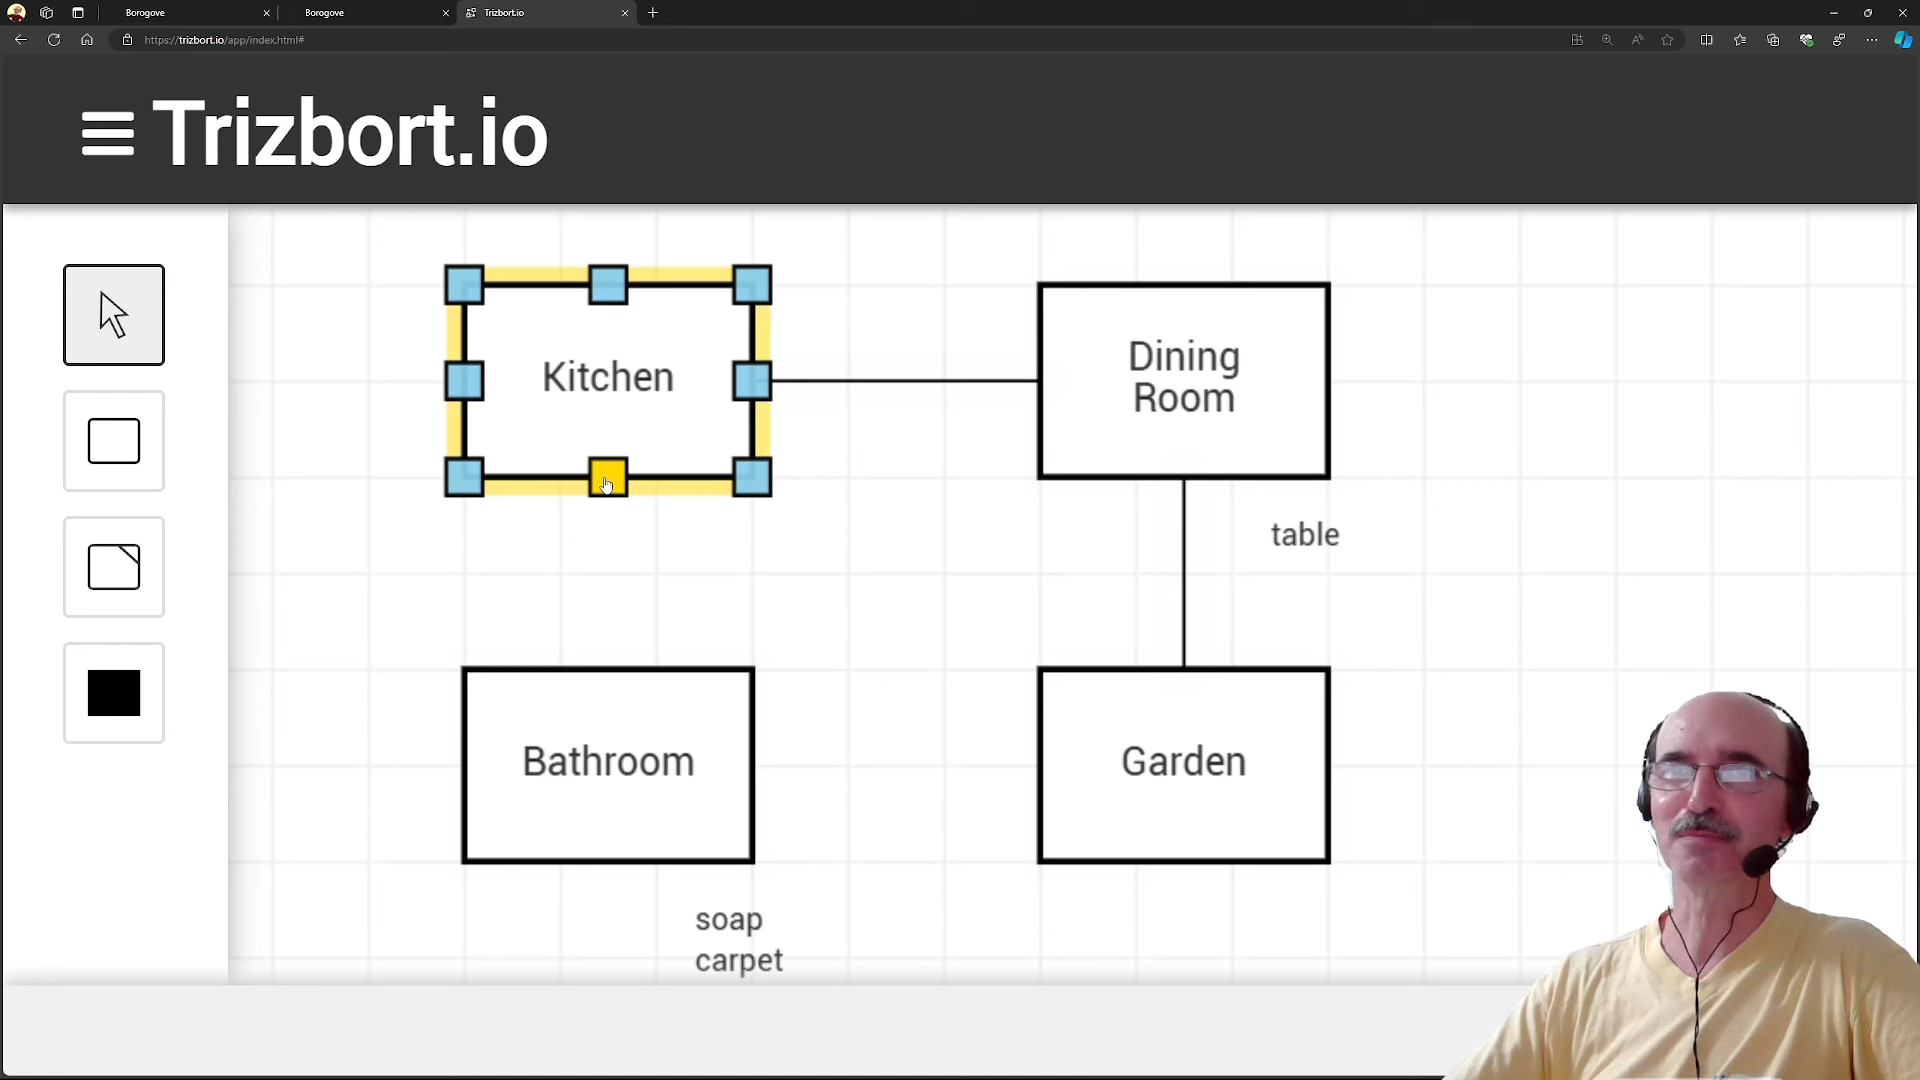 Borogove
Borogove
Trizbort.io
https://trizbort.io/app/index.html#
Trizbort.io
Kitchen
Dining
Room
table
Bathroom
Garden
soap
carpet